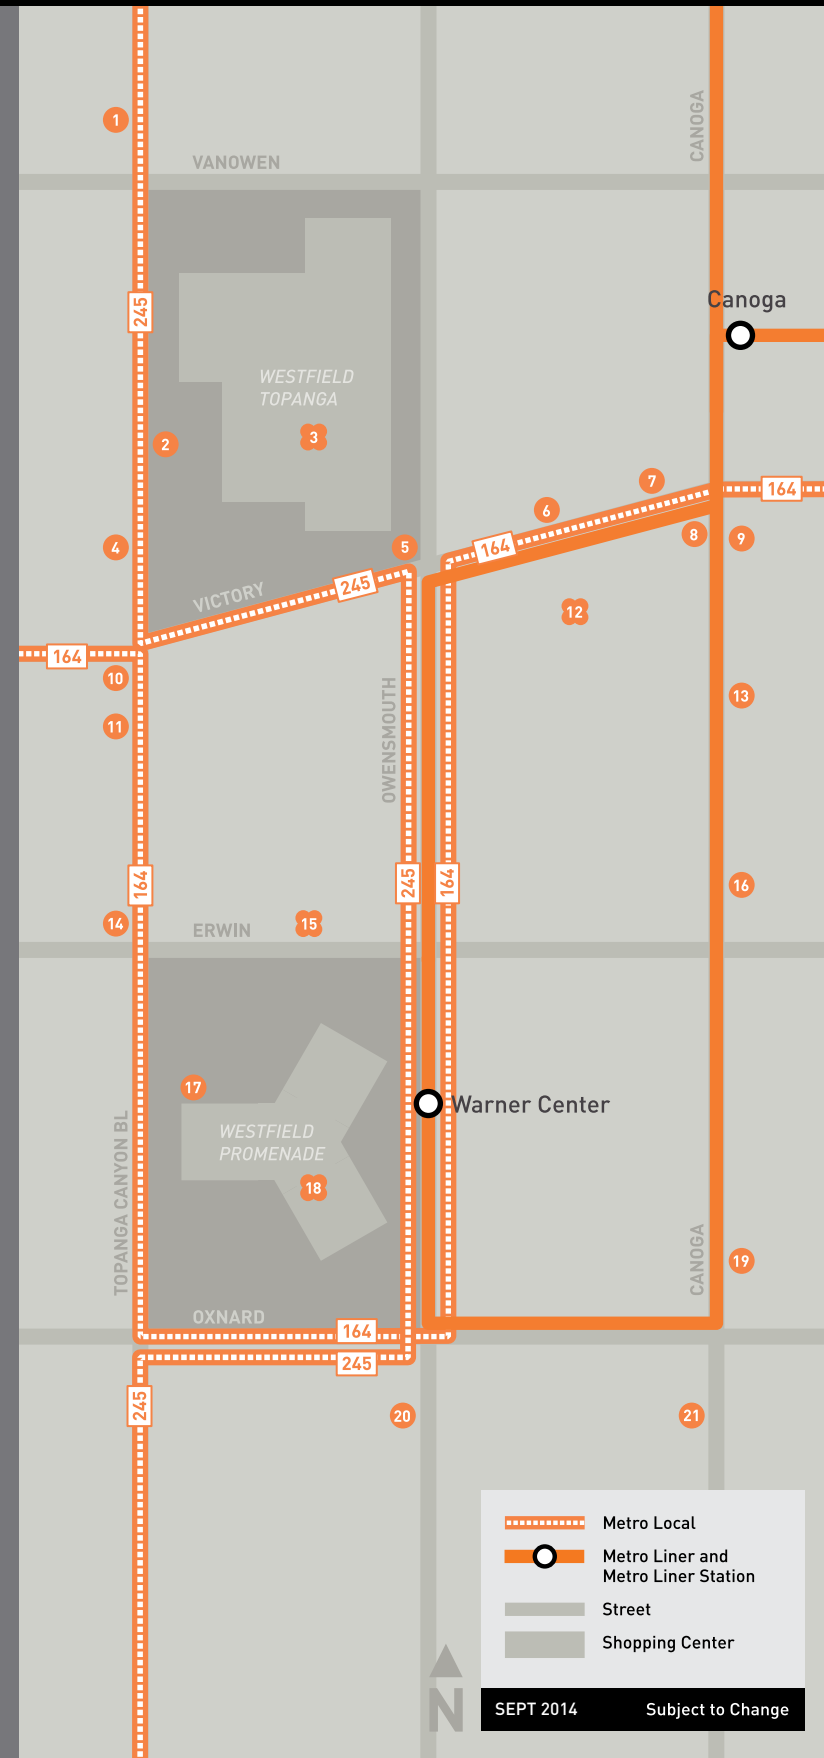 CANOGA
1
VANOWEN
245
Canoga
WESTFIELD
TOPANGA
3
2
7
164
6
8
9
4
5
164
VICTORY
245
12
164
10
13
11
OWENSMOUTH
164
245
164
16
14
ERWIN
15
17
Warner Center
WESTFIELD
PROMENADE
18
TOPANGA CANYON BL
CANOGA
19
OXNARD
164
245
245
20
21
Metro Local
Metro Liner and
Metro Liner Station
Street
Shopping Center
N
SEPT 2014
Subject to Change